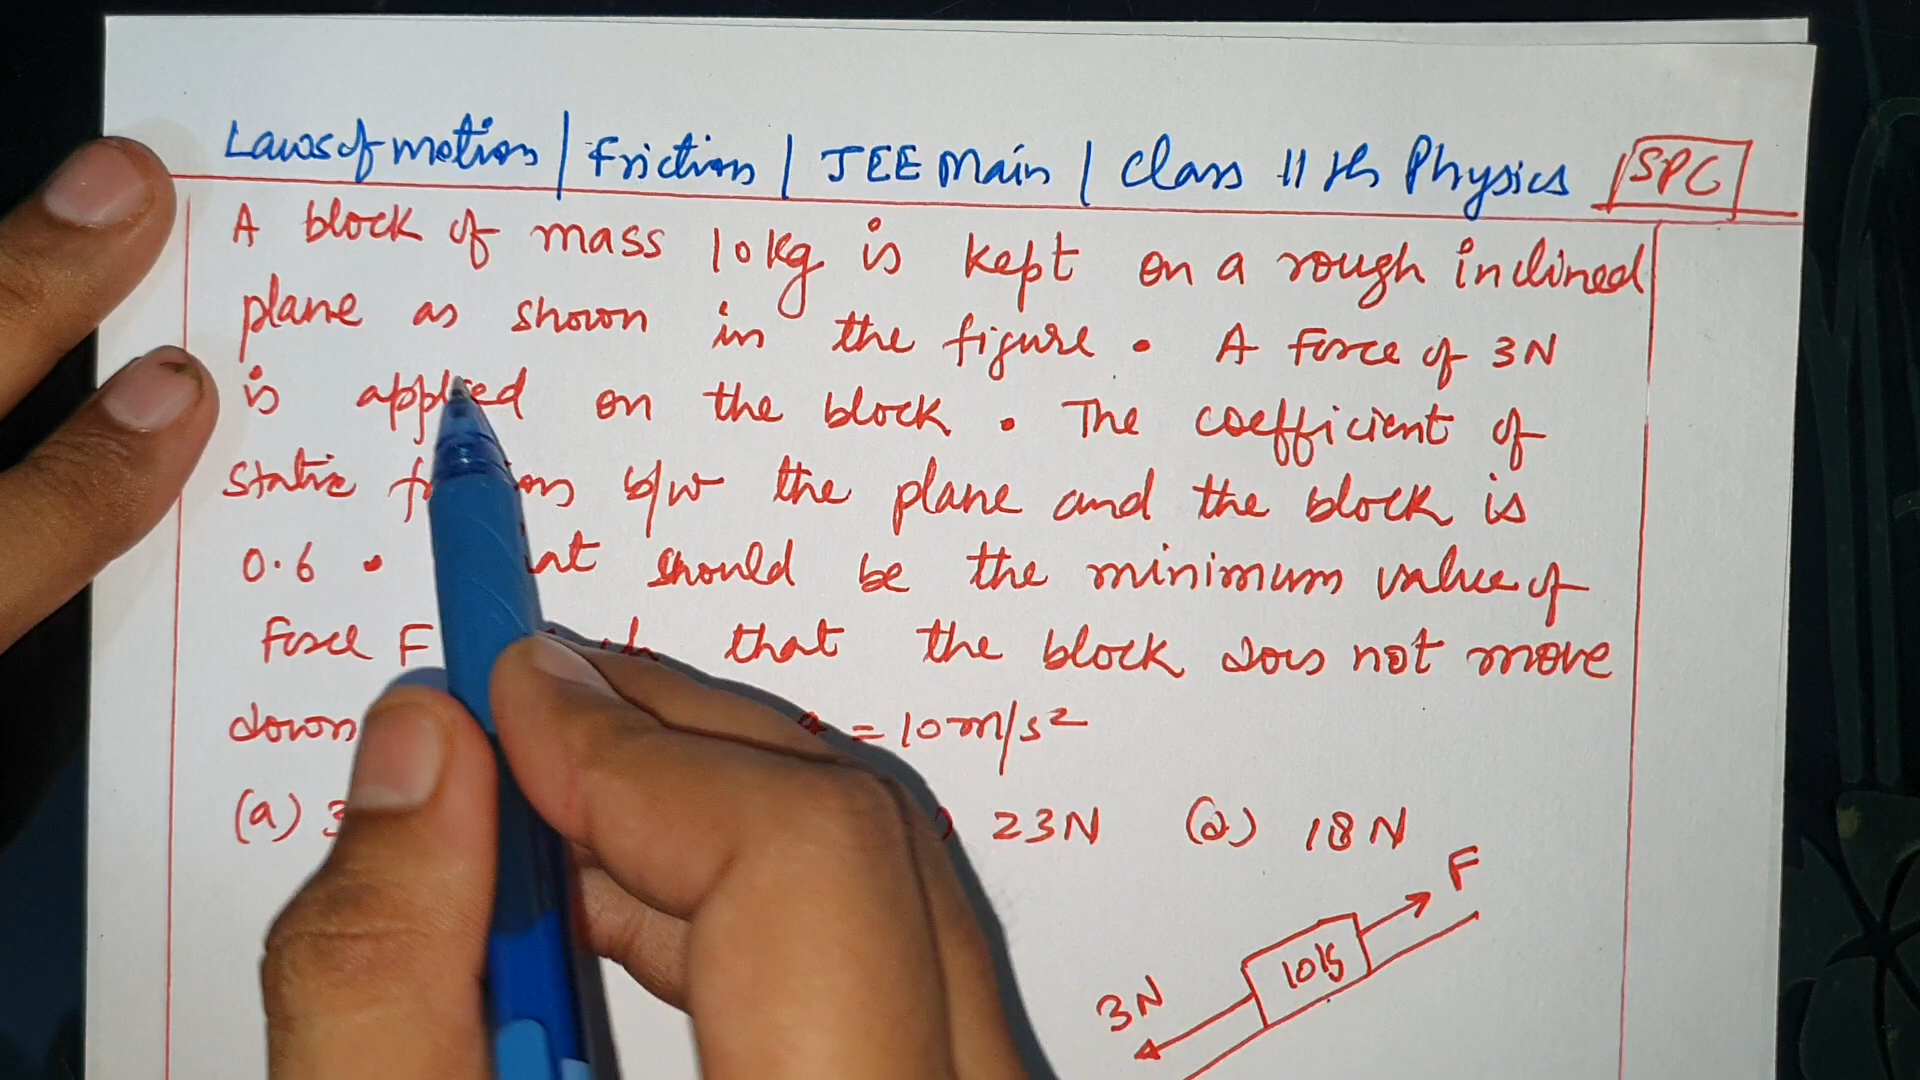 Laws of motion | Friction | JEE Main | Class 11th Physics | SPC
A block of mass 10kg is kept on a rough inclined
plane as shown in the figure. A Force of 3N
is applied on the block. The coefficient of
static b/w the plane and the block is
0.6. should be the minimum value of
Force F that the block does not move
down = 10m/s²
(a) 3 23N (d) 18N
F
10kg
3N